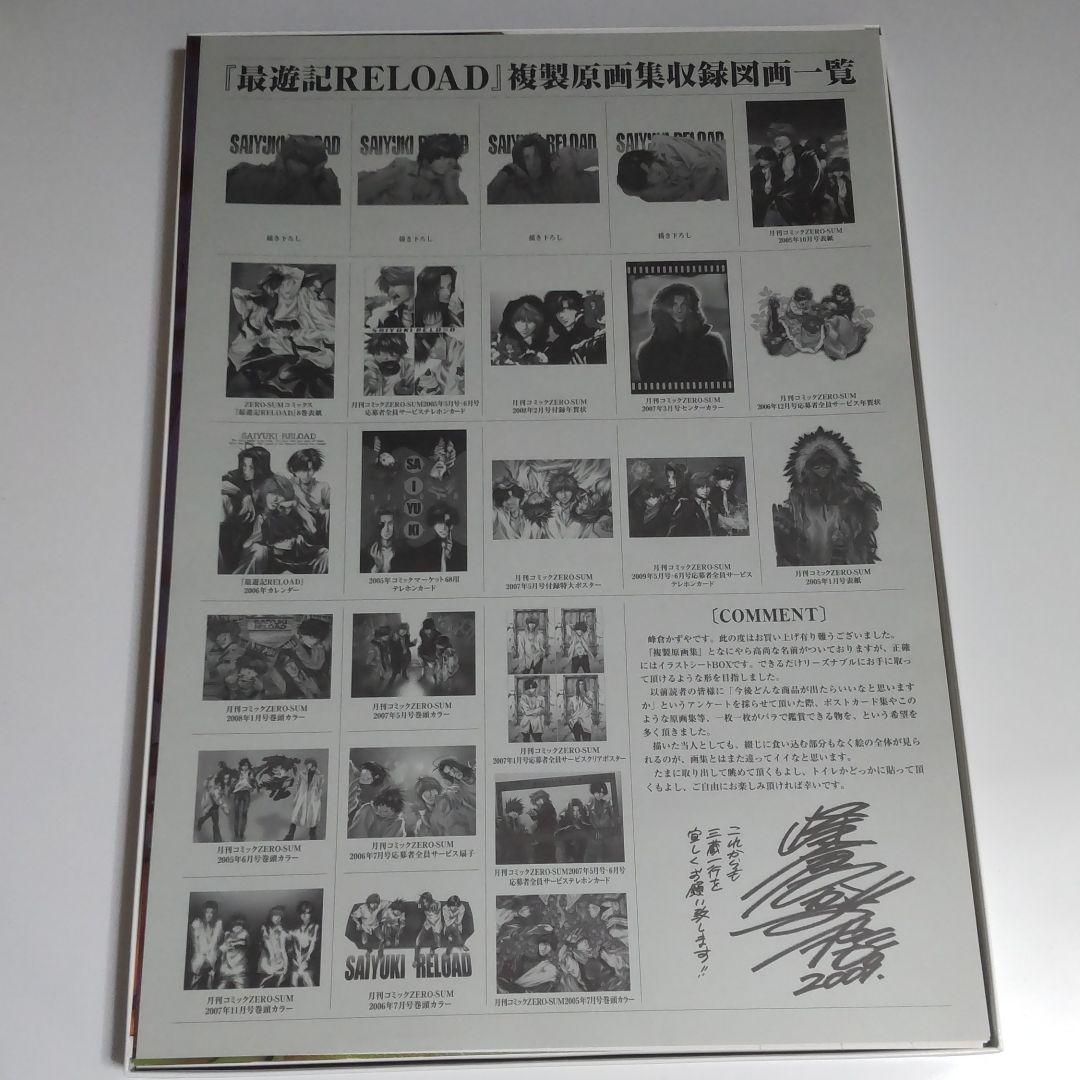 『最遊記RELOAD』複製原画集収録図画一覧
SAIYUKI RELOAD
描き下ろし
SAIYUKI RELOAD
描き下ろし
SAIYUKI RELOAD
描き下ろし
SAIYUKI RELOAD
描き下ろし
月刊コミックZERO-SUM
2005年10月号表紙
ZERO-SUMコミックス
『最遊記RELOAD』8巻表紙
SAIYUKI RELOAD
月刊コミックZERO-SUM2005年5月号・6月号
応募者全員サービステレホンカード
月刊コミックZERO-SUM
2008年2月号付録年賀状
月刊コミックZERO-SUM
2007年3月号センターカラー
月刊コミックZERO-SUM
2006年12月号応募者全員サービス年賀状
SAIYUKI RELOAD
『最遊記RELOAD』
2006年カレンダー
SA
I
YU
KI
2005年コミックマーケット68用
テレホンカード
月刊コミックZERO-SUM
2007年5月号付録特大ポスター
月刊コミックZERO-SUM
2009年5月号・6月号応募者全員サービス
テレホンカード
月刊コミックZERO-SUM
2005年1月号表紙
月刊コミックZERO-SUM
2008年1月号巻頭カラー
月刊コミックZERO-SUM
2007年5月号巻頭カラー
月刊コミックZERO-SUM
2007年1月号応募者全員サービスクリアポスター
月刊コミックZERO-SUM
2005年6月号巻頭カラー
月刊コミックZERO-SUM
2006年7月号応募者全員サービス扇子
月刊コミックZERO-SUM2007年5月号・6月号
応募者全員サービステレホンカード
月刊コミックZERO-SUM
2007年11月号巻頭カラー
SAIYUKI RELOAD
月刊コミックZERO-SUM
2006年7月号巻頭カラー
月刊コミックZERO-SUM2005年7月号巻頭カラー
〔COMMENT〕
峰倉かずやです。此の度はお買い上げ有り難うございました。
『複製原画集』となにやら高尚な名前がついておりますが、正確
にはイラストシートBOXです。できるだけリーズナブルにお手に取っ
て頂けるような形を目指しました。
以前読者の皆様に「今後どんな商品が出たらいいなと思います
か」というアンケートを採らせて頂いた際、ポストカード集やこの
ような原画集等、一枚一枚がバラで鑑賞できる物を、という希望を
多く頂きました。
描いた当人としても、綴じに食い込む部分もなく絵の全体が見ら
れるのが、画集とはまた違ってイイなと思います。
たまに取り出して眺めて頂くもよし、トイレかどっかに貼って頂
くもよし、ご自由にお楽しみ頂ければ幸いです。
これからも
三蔵一行を
宜しくお願い致します!!
2009.